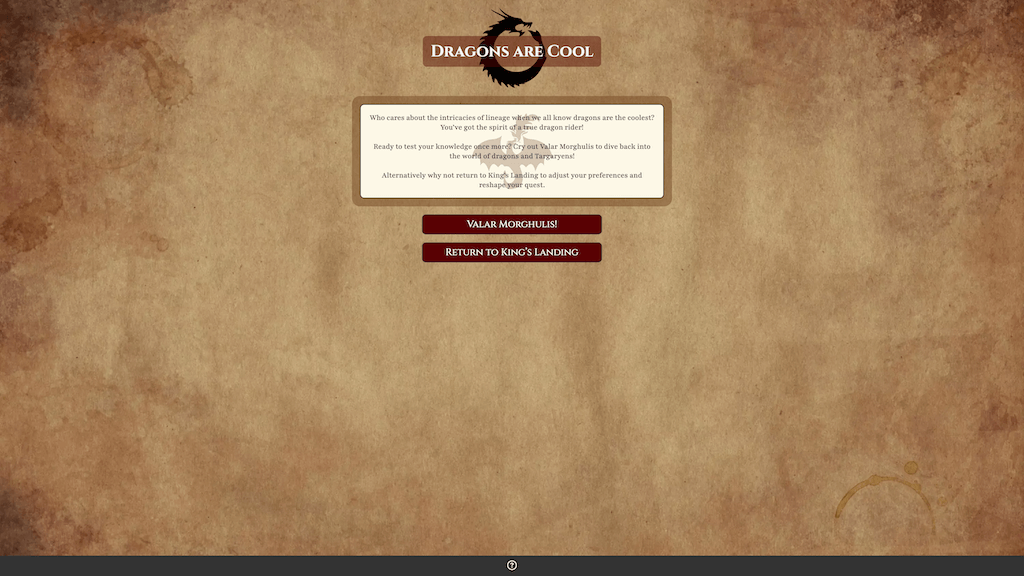 Dragons are Cool
Who cares about the intricacies of lineage when we all know dragons are the coolest?
You've got the spirit of a true dragon rider!
Ready to test your knowledge once more? Cry out Valar Morghulis to dive back into
the world of dragons and Targaryens!
Alternatively why not return to King's Landing to adjust your preferences and
reshape your quest.
Valar Morghulis!
Return to King's Landing
?